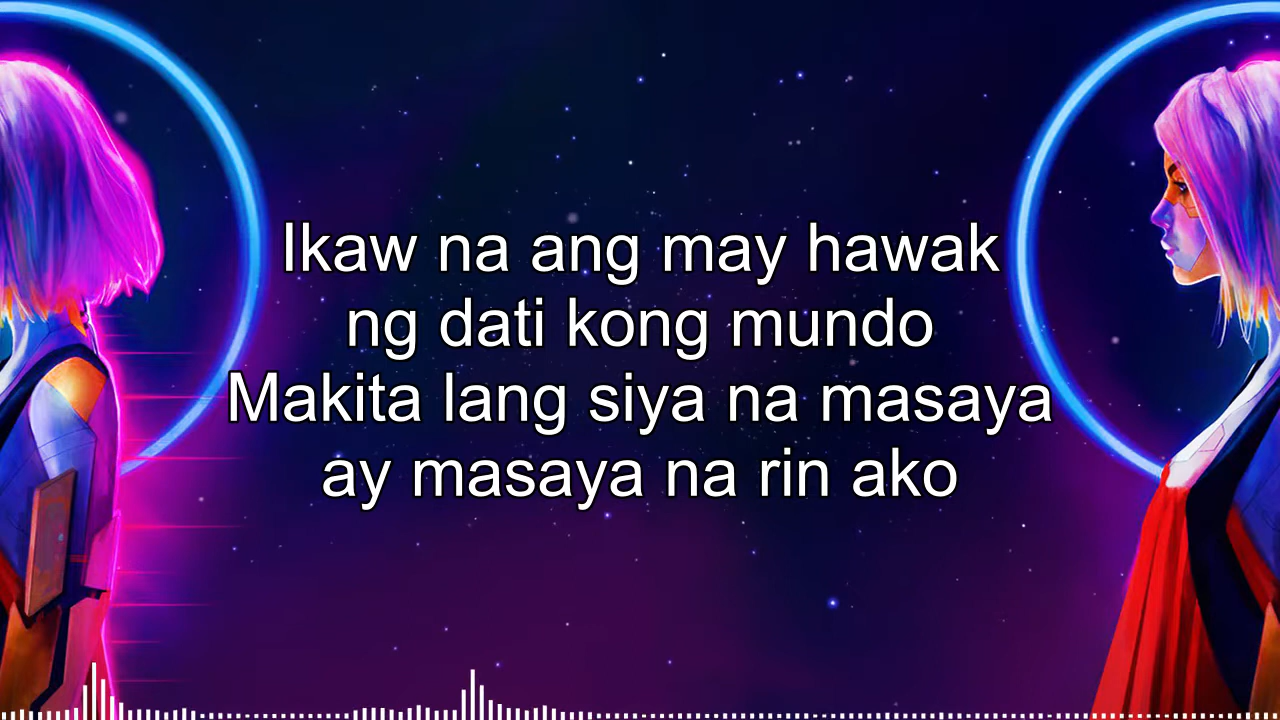 Ikaw na ang may hawak
ng dati kong mundo
Makita lang siya na masaya
ay masaya na rin ako